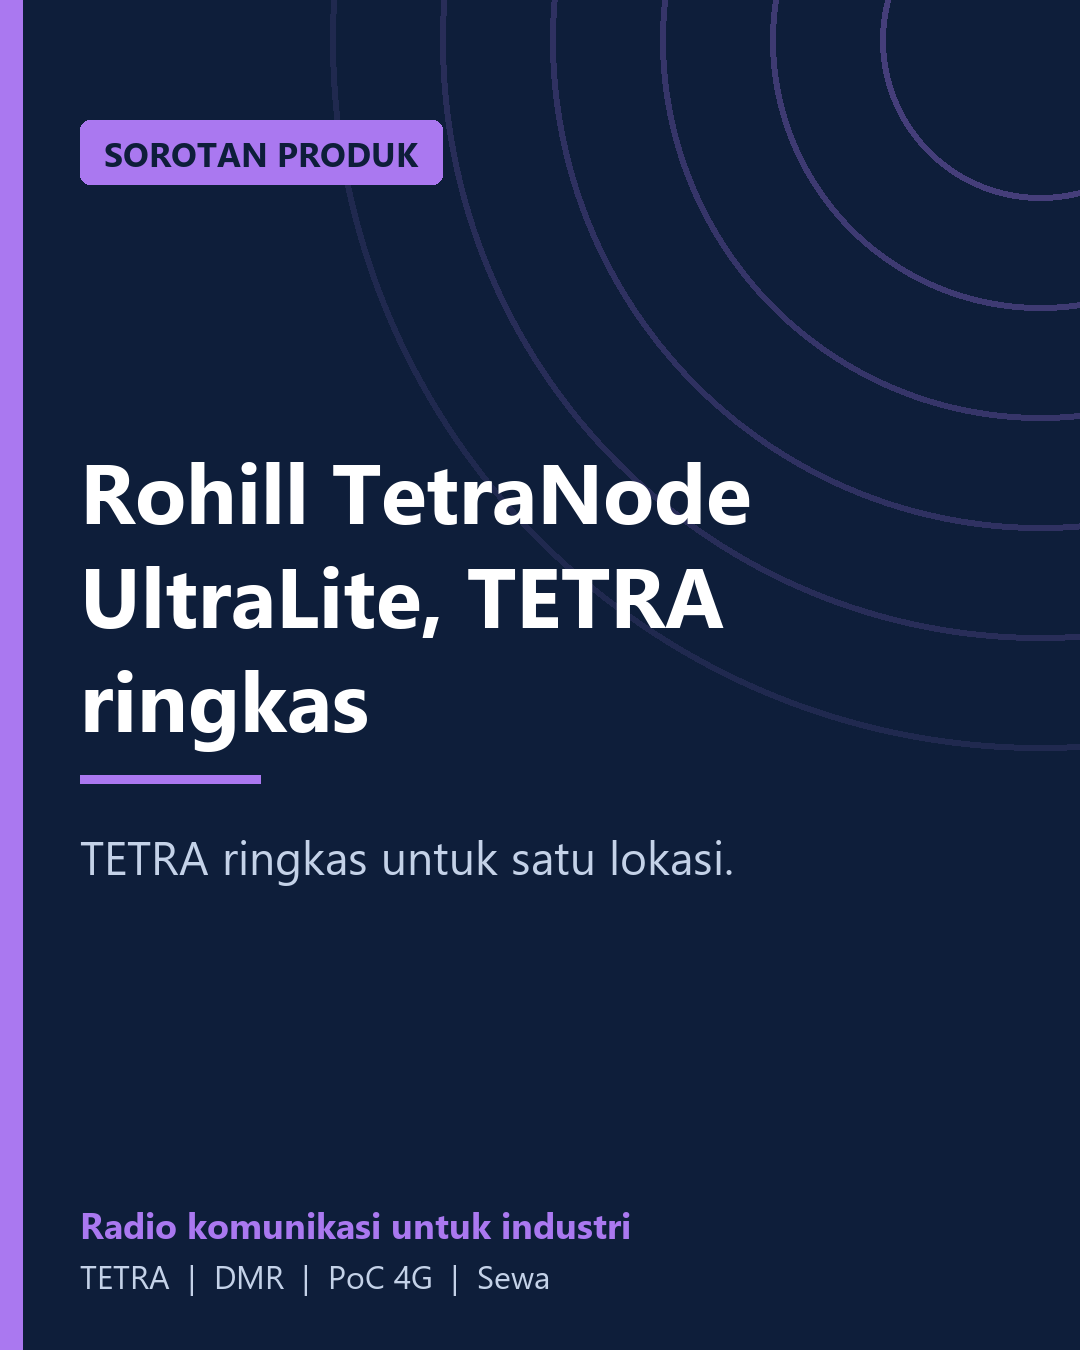 SOROTAN PRODUK
Rohill TetraNode
UltraLite, TETRA
ringkas
TETRA ringkas untuk satu lokasi.
Radio komunikasi untuk industri
TETRA | DMR | PoC 4G | Sewa